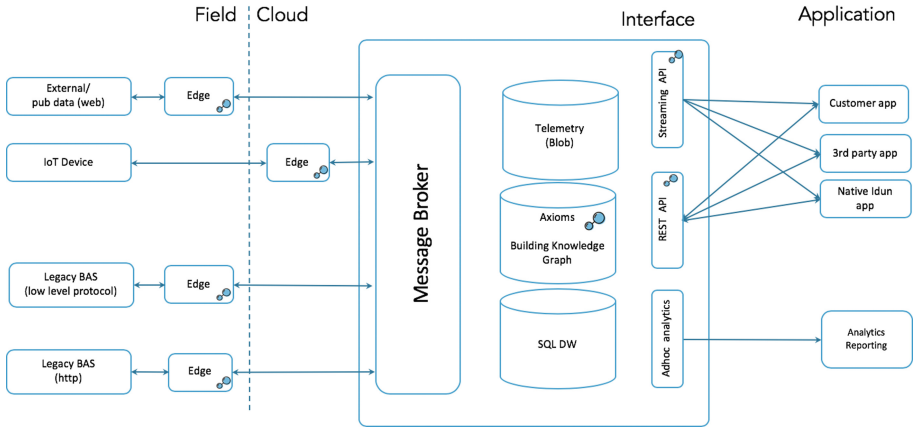 Field
Cloud
Interface
Application
External/
pub data (web)
Edge
IoT Device
Edge
Legacy BAS
(low level protocol)
Edge
Legacy BAS
(http)
Edge
Message Broker
Telemetry
(Blob)
Axioms
Building Knowledge
Graph
SQL DW
Streaming API
REST API
Adhoc analytics
Customer app
3rd party app
Native Idun
app
Analytics
Reporting